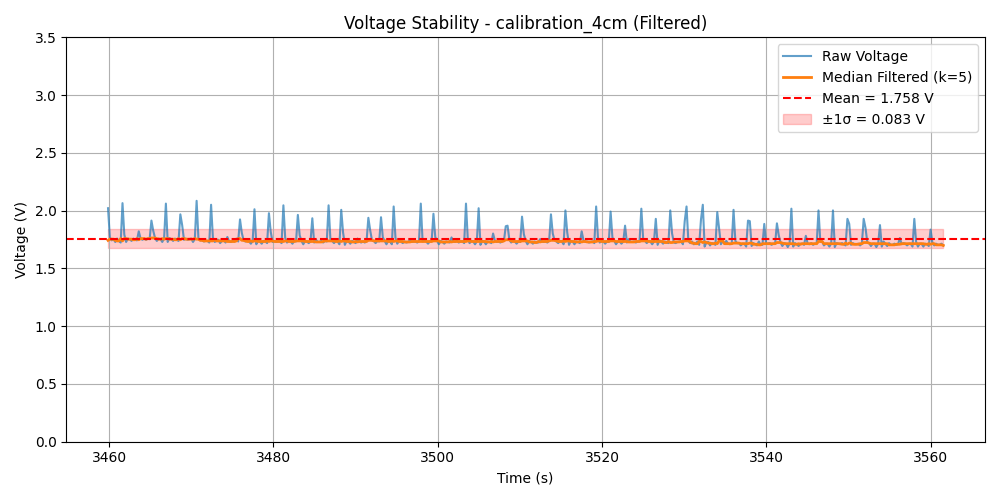 Voltage Stability - calibration_4cm (Filtered)
Raw Voltage
Median Filtered (k=5)
Mean = 1.758 V
±1σ = 0.083 V
Voltage (V)
3.5
3.0
2.5
2.0
1.5
1.0
0.5
0.0
3460 3480 3500 3520 3540 3560
Time (s)